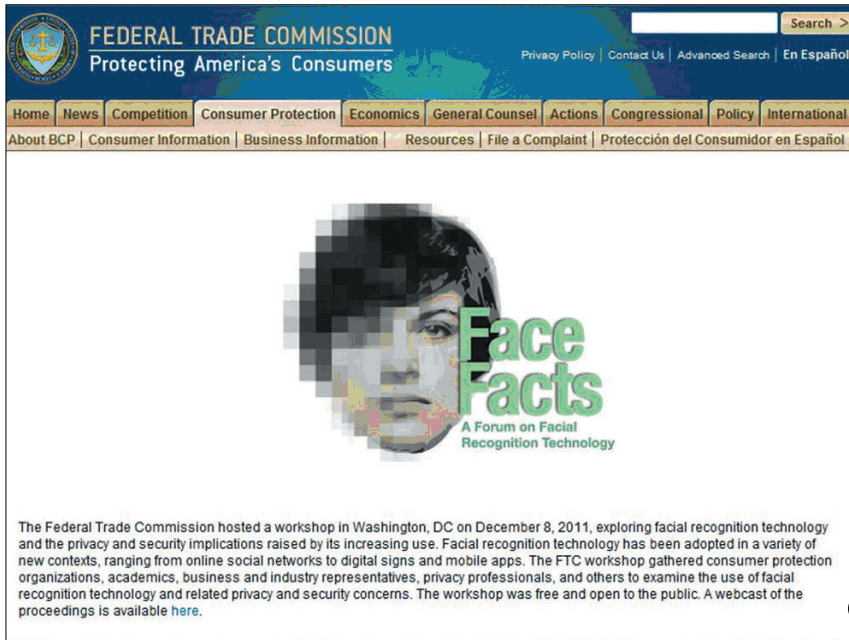 Search >
FEDERAL TRADE COMMISSION
Protecting America's Consumers
Privacy Policy | Contact Us | Advanced Search | En Español
Home News Competition Consumer Protection Economics General Counsel Actions Congressional Policy International
About BCP | Consumer Information | Business Information | Resources | File a Complaint | Protección del Consumidor en Español
Face
Facts
A Forum on Facial
Recognition Technology
The Federal Trade Commission hosted a workshop in Washington, DC on December 8, 2011, exploring facial recognition technology
and the privacy and security implications raised by its increasing use. Facial recognition technology has been adopted in a variety of
new contexts, ranging from online social networks to digital signs and mobile apps. The FTC workshop gathered consumer protection
organizations, academics, business and industry representatives, privacy professionals, and others to examine the use of facial
recognition technology and related privacy and security concerns. The workshop was free and open to the public. A webcast of the
proceedings is available here.